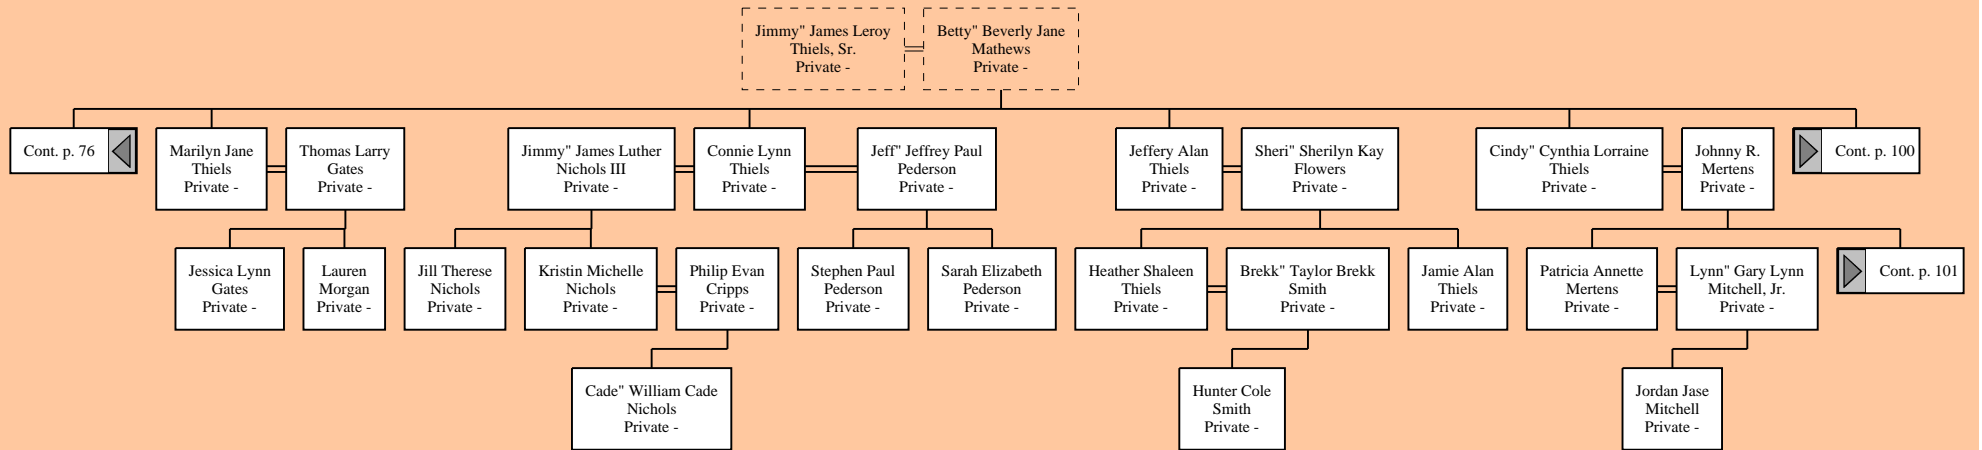 Jimmy" James Leroy
Thiels, Sr.
Private -
Betty" Beverly Jane
Mathews
Private -
Cont. p. 76
Marilyn Jane
Thiels
Private -
Thomas Larry
Gates
Private -
Jimmy" James Luther
Nichols III
Private -
Connie Lynn
Thiels
Private -
Jeff" Jeffrey Paul
Pederson
Private -
Jeffery Alan
Thiels
Private -
Sheri" Sherilyn Kay
Flowers
Private -
Cindy" Cynthia Lorraine
Thiels
Private -
Johnny R.
Mertens
Private -
Cont. p. 100
Jessica Lynn
Gates
Private -
Lauren
Morgan
Private -
Jill Therese
Nichols
Private -
Kristin Michelle
Nichols
Private -
Philip Evan
Cripps
Private -
Stephen Paul
Pederson
Private -
Sarah Elizabeth
Pederson
Private -
Heather Shaleen
Thiels
Private -
Brekk" Taylor Brekk
Smith
Private -
Jamie Alan
Thiels
Private -
Patricia Annette
Mertens
Private -
Lynn" Gary Lynn
Mitchell, Jr.
Private -
Cont. p. 101
Cade" William Cade
Nichols
Private -
Hunter Cole
Smith
Private -
Jordan Jase
Mitchell
Private -